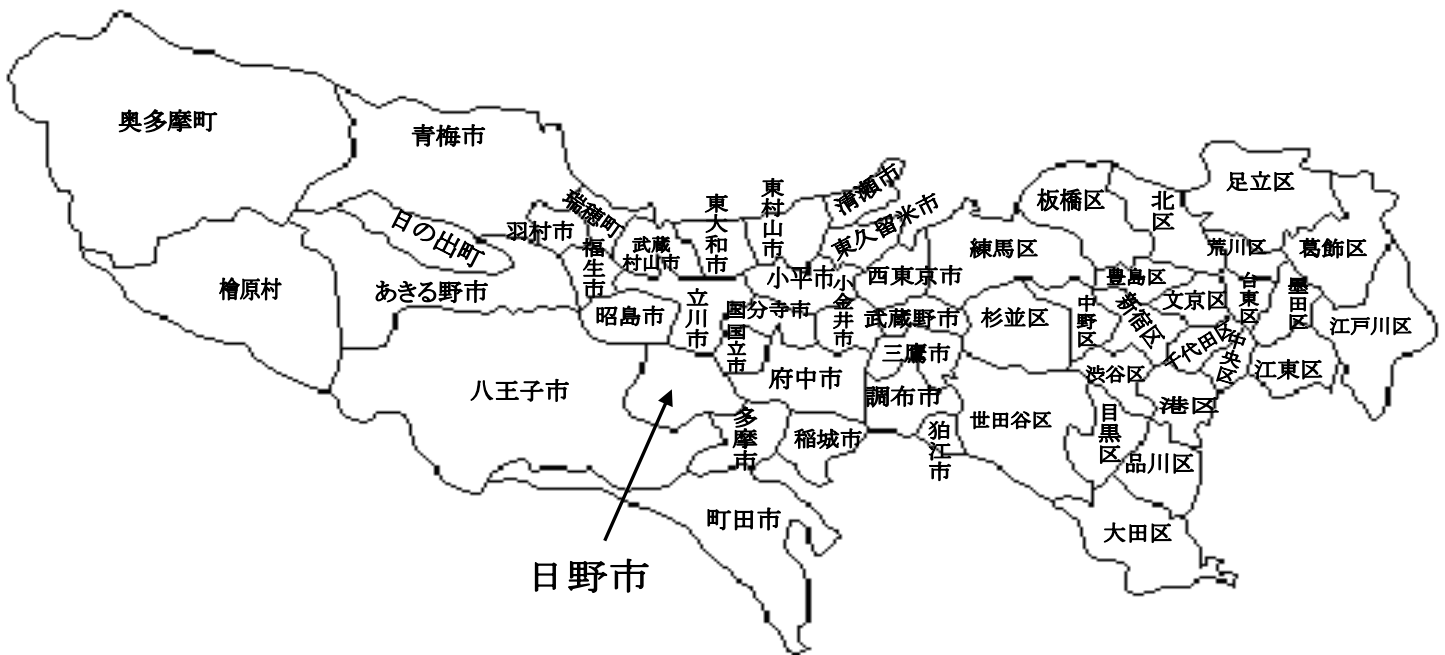 奥多摩町
青梅市
檜原村
日の出町
あきる野市
羽村市
瑞穂町
福生市
武蔵
村山市
東大和市
東村山市
清瀬市
東久留米市
昭島市
立川市
小平市
国分寺市
国立市
小金井市
西東京市
武蔵野市
三鷹市
府中市
調布市
八王子市
日野市
多摩市
稲城市
狛江市
町田市
練馬区
板橋区
北区
足立区
荒川区
葛飾区
豊島区
文京区
台東区
墨田区
江戸川区
杉並区
中野区
新宿区
千代田区
中央区
江東区
渋谷区
港区
世田谷区
目黒区
品川区
大田区